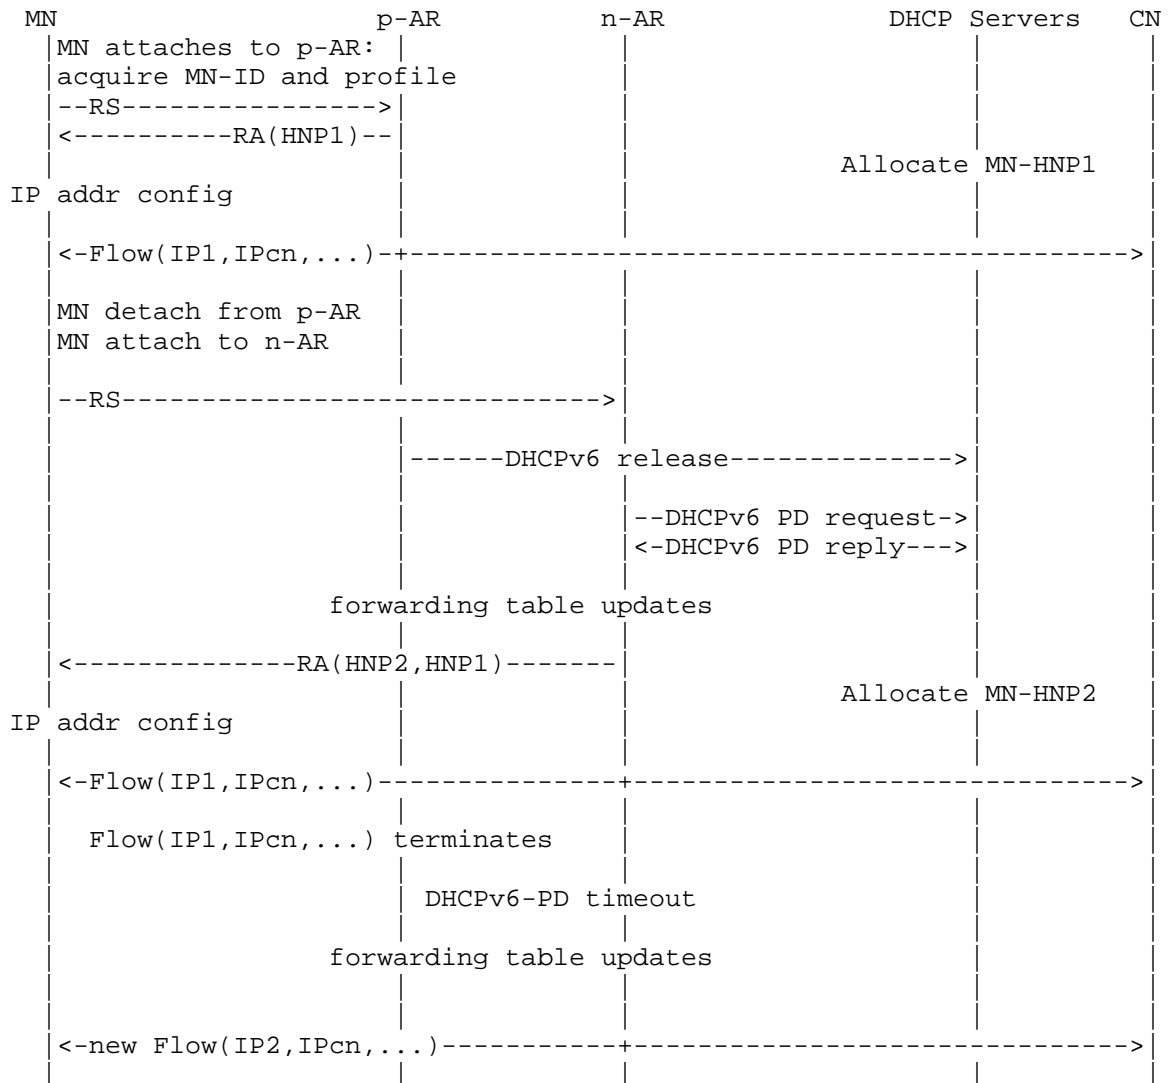 MN p-AR n-AR DHCP Servers CN
|MN attaches to p-AR: | | | |
|acquire MN-ID and profile | | |
|--RS---------------->| | | |
|<----------RA(HNP1)--| | | |
| | | Allocate MN-HNP1 |
IP addr config | | | |
| | | | |
|<-Flow(IP1,IPcn,...)-+--------------------------------------------->|
| | | | |
|MN detach from p-AR | | | |
|MN attach to n-AR | | | |
| | | | |
|--RS------------------------------>| | |
| | | | |
| |------DHCPv6 release-------------->| |
| | | | |
| | |--DHCPv6 PD request->| |
| | |<-DHCPv6 PD reply--->| |
| | | | |
| forwarding table updates | |
| | | | |
|<--------------RA(HNP2,HNP1)-------| | |
| | | Allocate MN-HNP2 |
IP addr config | | | |
| | | | |
|<-Flow(IP1,IPcn,...)---------------+------------------------------->|
| | | | |
| Flow(IP1,IPcn,...) terminates | | |
| | | | |
| | DHCPv6-PD timeout | |
| | | | |
| forwarding table updates | |
| | | | |
| | | | |
|<-new Flow(IP2,IPcn,...)-----------+------------------------------->|
| | | | |